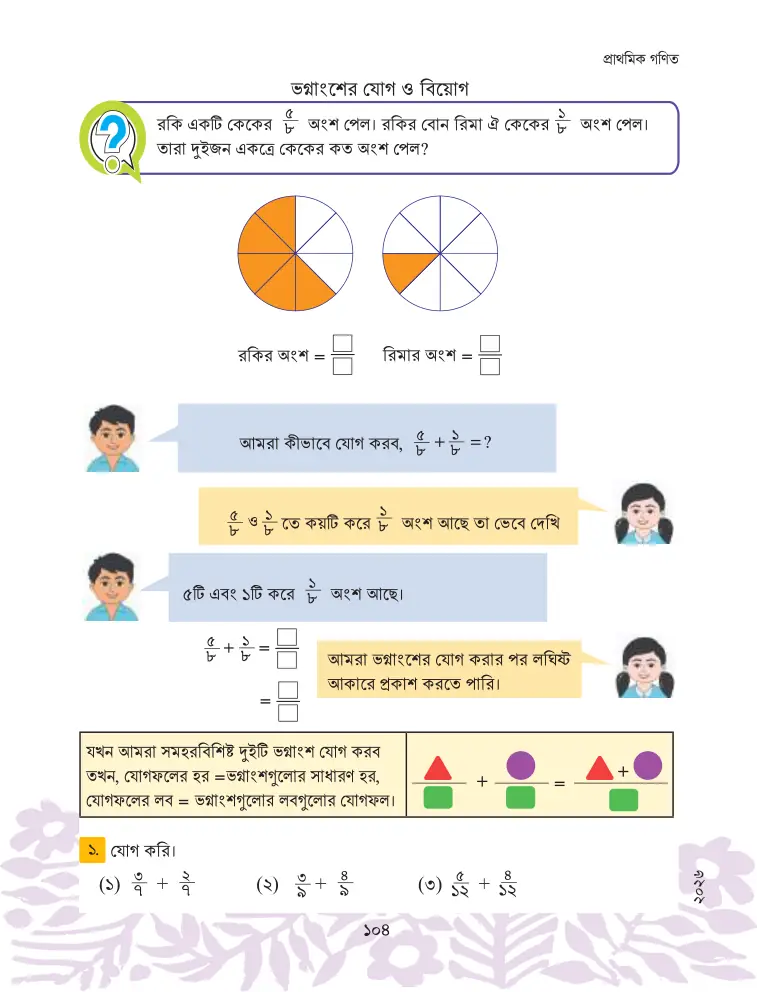 প্রাথমিক গণিত
ভগ্নাংশের যোগ ও বিয়োগ
রকি একটি কেকের ৫/৮ অংশ পেল। রকির বোন রিমা ঐ কেকের ১/৮ অংশ পেল।
তারা দুইজন একত্রে কেকের কত অংশ পেল?
রকির অংশ = □/□ রিমার অংশ = □/□
আমরা কীভাবে যোগ করব, ৫/৮ + ১/৮ = ?
৫/৮ ও ১/৮ তে কয়টি করে ১/৮ অংশ আছে তা ভেবে দেখি
৫টি এবং ১টি করে ১/৮ অংশ আছে।
৫/৮ + ১/৮ = □/□
= □/□
আমরা ভগ্নাংশের যোগ করার পর লঘিষ্ট
আকারে প্রকাশ করতে পারি।
যখন আমরা সমহরবিশিষ্ট দুইটি ভগ্নাংশ যোগ করব
তখন, যোগফলের হর =ভগ্নাংশগুলোর সাধারণ হর,
যোগফলের লব = ভগ্নাংশগুলোর লবগুলোর যোগফল।
+ = +
১. যোগ করি।
(১) ৩/৭ + ২/৭ (২) ৩/৯ + ৪/৯ (৩) ৫/১২ + ৪/১২
২০২৬
১০৪